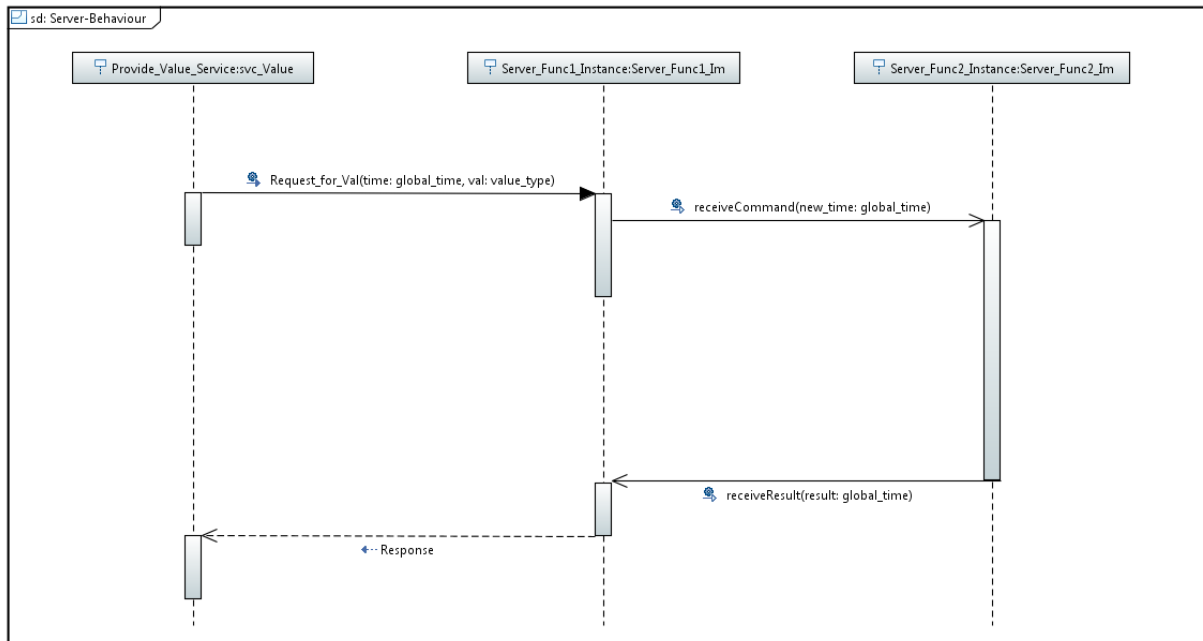 sd: Server-Behaviour
Provide_Value_Service:svc_Value
Server_Func1_Instance:Server_Func1_Im
Server_Func2_Instance:Server_Func2_Im
Request_for_Val(time: global_time, val: value_type)
receiveCommand(new_time: global_time)
receiveResult(result: global_time)
Response